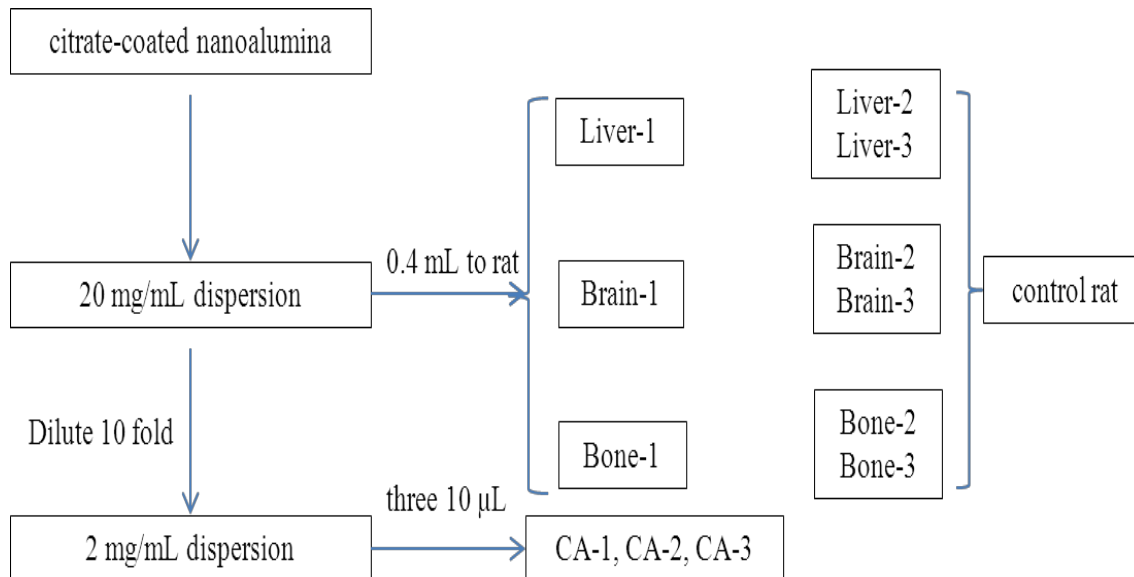 citrate-coated nanoalumina
Liver-1
Liver-2
Liver-3
20 mg/mL dispersion
0.4 mL to rat
Brain-1
Brain-2
Brain-3
control rat
Dilute 10 fold
Bone-1
Bone-2
Bone-3
2 mg/mL dispersion
three 10 μL
CA-1, CA-2, CA-3